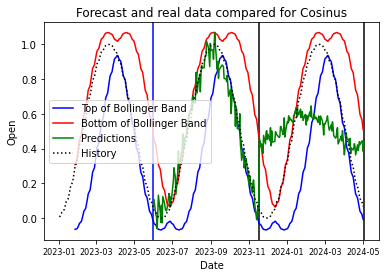 Forecast and real data compared for Cosinus
Open
1.0
0.8
0.6
0.4
0.2
0.0
Top of Bollinger Band
Bottom of Bollinger Band
Predictions
History
2023-01 2023-03 2023-05 2023-07 2023-09 2023-11 2024-01 2024-03 2024-05
Date